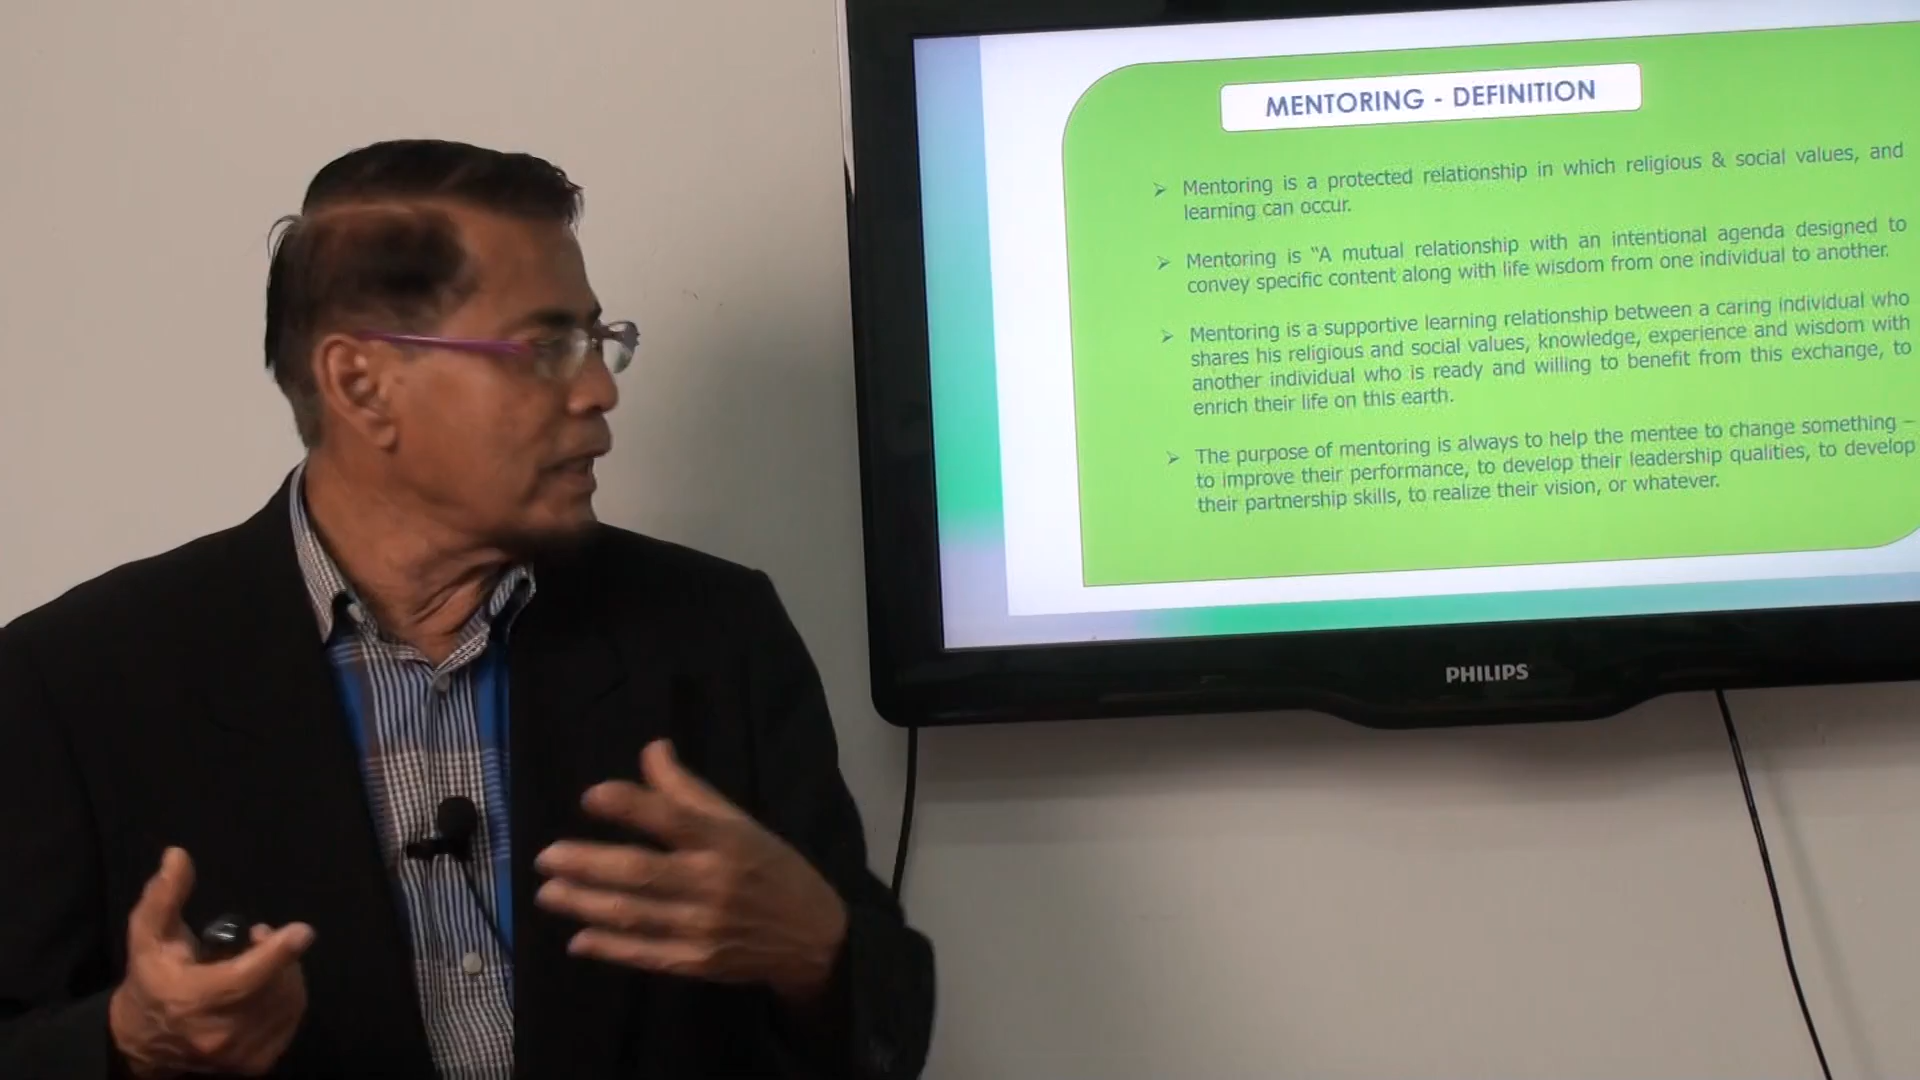 MENTORING - DEFINITION
➢ Mentoring is a protected relationship in which religious & social values, and
learning can occur.
➢ Mentoring is “A mutual relationship with an intentional agenda designed to
convey specific content along with life wisdom from one individual to another.
➢ Mentoring is a supportive learning relationship between a caring individual who
shares his religious and social values, knowledge, experience and wisdom with
another individual who is ready and willing to benefit from this exchange, to
enrich their life on this earth.
➢ The purpose of mentoring is always to help the mentee to change something –
to improve their performance, to develop their leadership qualities, to develop
their partnership skills, to realize their vision, or whatever.
PHILIPS